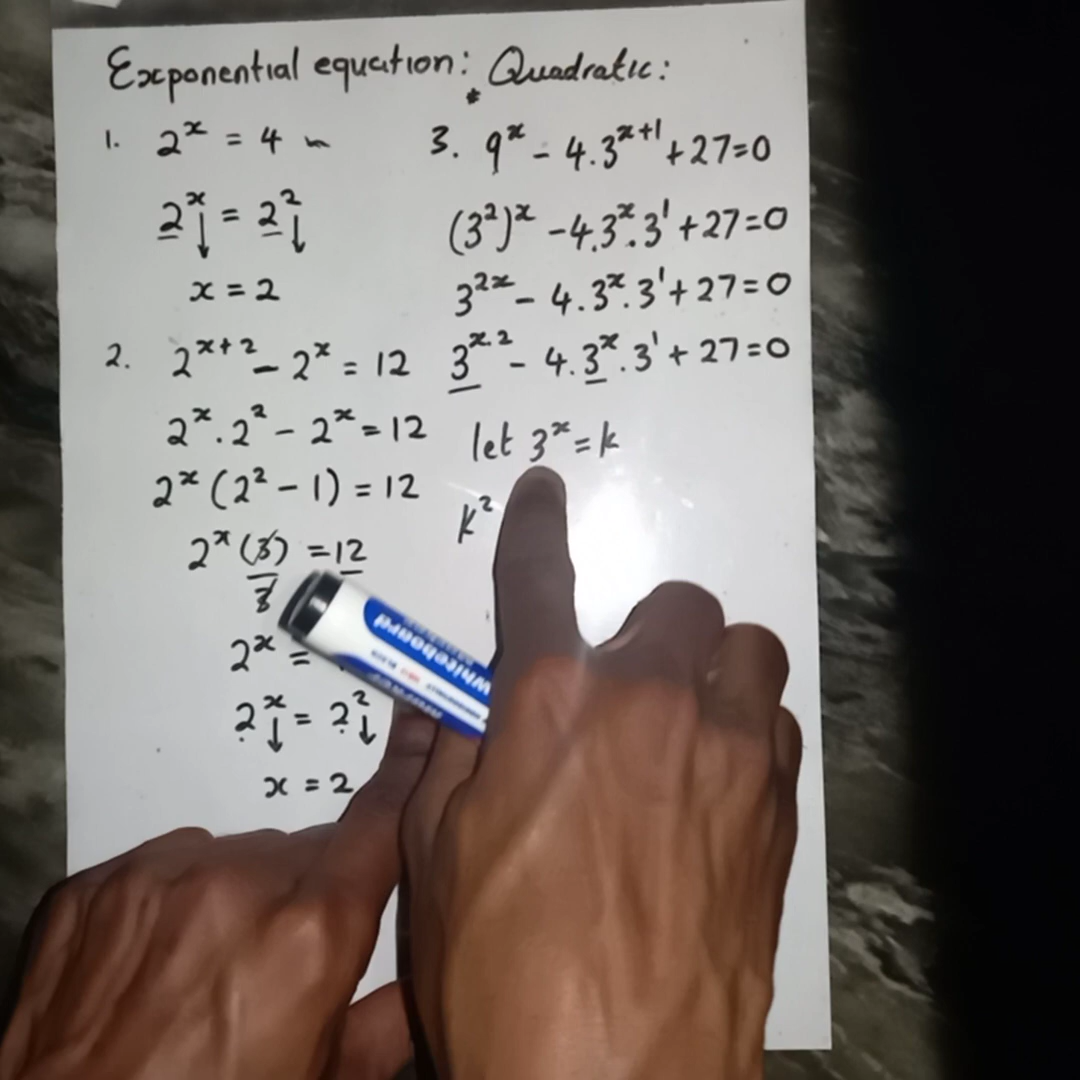 Exponential equation: Quadratic:
1. 2^x = 4
2^x = 2^2
x = 2
2. 2^{x+2} - 2^x = 12
2^x . 2^2 - 2^x = 12
2^x (2^2 - 1) = 12
2^x (3) = 12
3
2^x =
2^x = 2^2
x = 2
* 3. 9^x - 4.3^{x+1} + 27 = 0
(3^2)^x - 4.3^x . 3^1 + 27 = 0
3^{2x} - 4.3^x . 3^1 + 27 = 0
3^{x.2} - 4.3^x . 3^1 + 27 = 0
let 3^x = k
k^2
Whiteboard